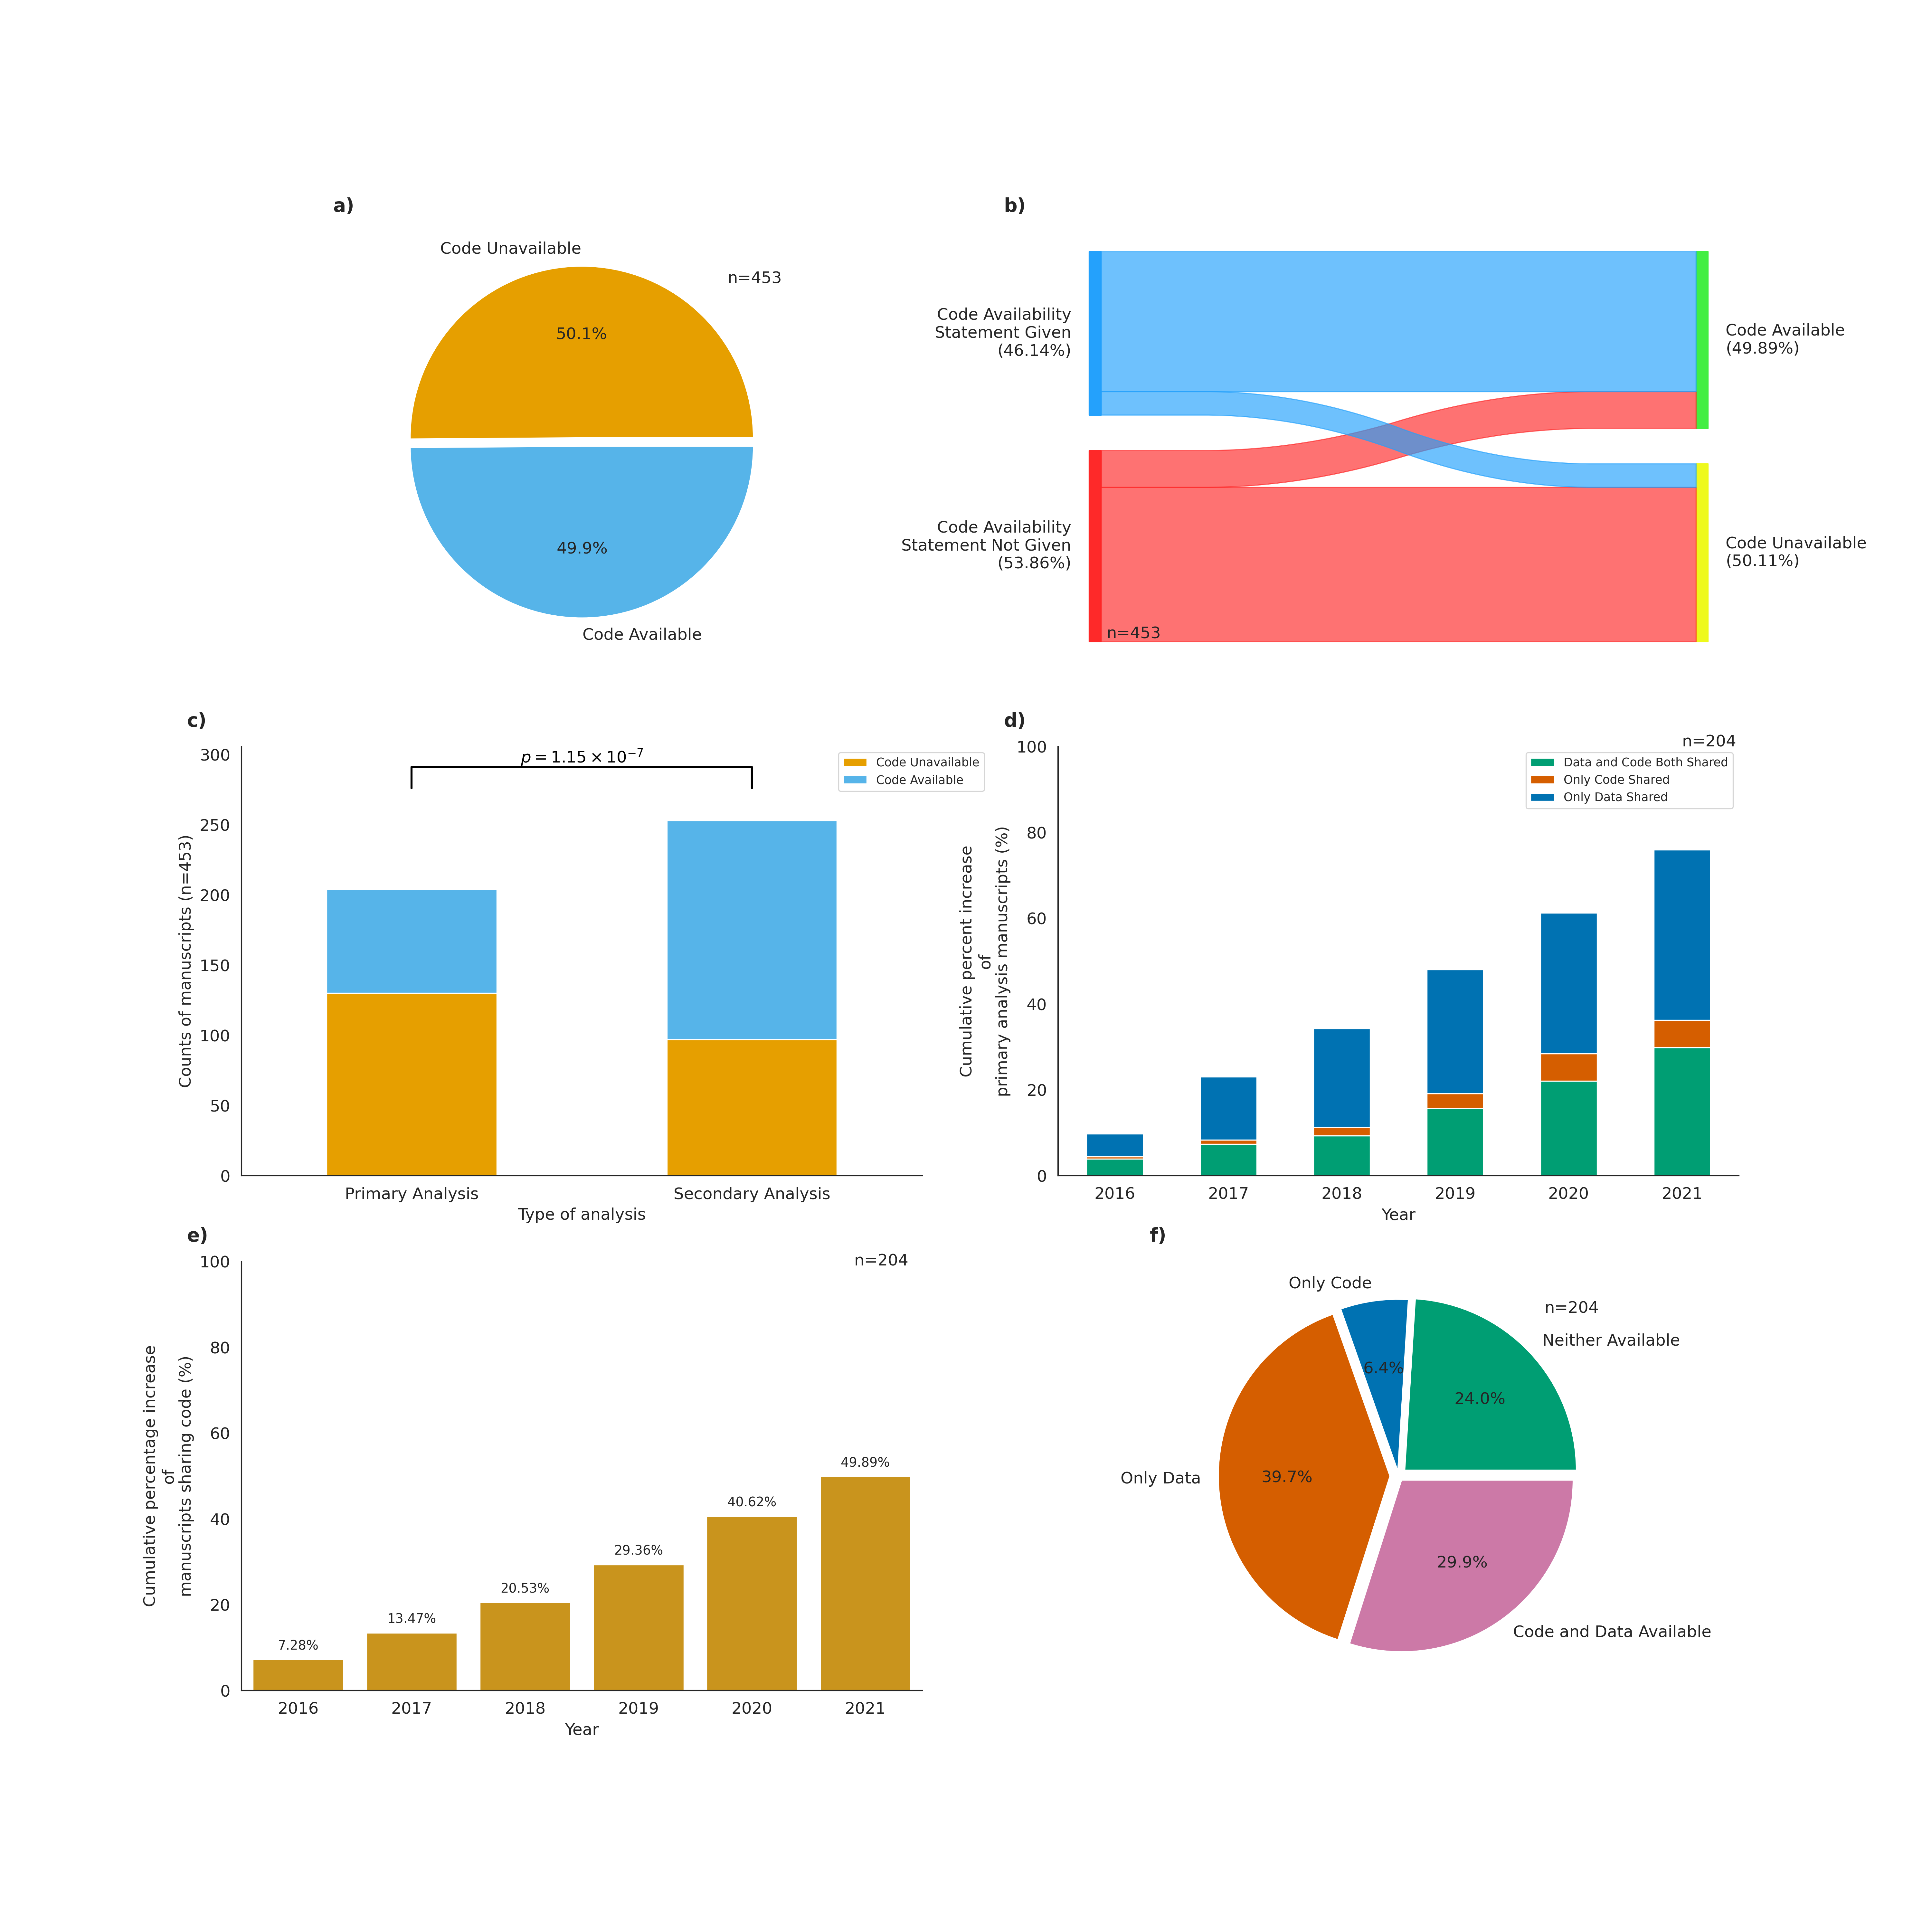 a)
Code Unavailable
n=453
50.1%
49.9%
Code Available
b)
Code Availability
Statement Given
(46.14%)
Code Available
(49.89%)
Code Availability
Statement Not Given
(53.86%)
Code Unavailable
(50.11%)
n=453
c)
p = 1.15 × 10⁻⁷
Code Unavailable
Code Available
300
250
200
150
100
50
0
Counts of manuscripts (n=453)
Primary Analysis
Secondary Analysis
Type of analysis
d)
n=204
Data and Code Both Shared
Only Code Shared
Only Data Shared
100
80
60
40
20
0
Cumulative percent increase
of
primary analysis manuscripts (%)
2016
2017
2018
2019
2020
2021
Year
e)
n=204
100
80
60
40
20
0
Cumulative percentage increase
of
manuscripts sharing code (%)
7.28%
13.47%
20.53%
29.36%
40.62%
49.89%
2016
2017
2018
2019
2020
2021
Year
f)
Only Code
n=204
Neither Available
6.4%
24.0%
Only Data
39.7%
29.9%
Code and Data Available